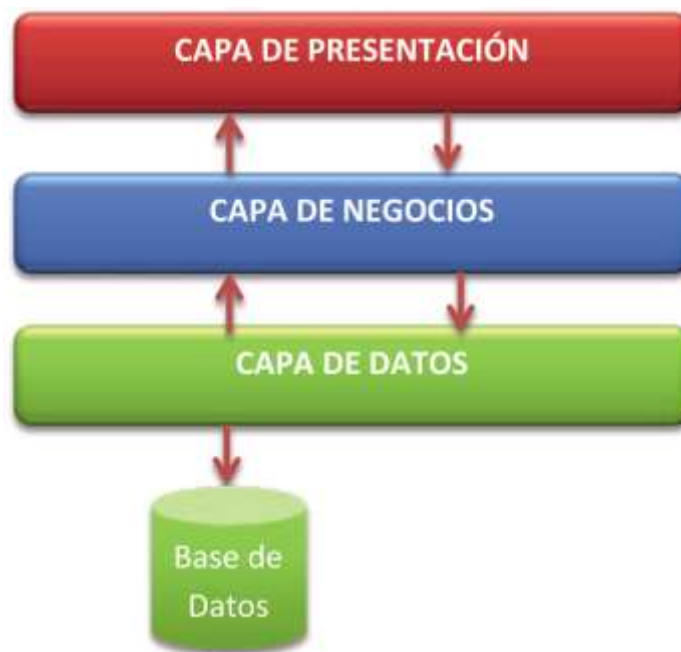 CAPA DE PRESENTACIÓN
CAPA DE NEGOCIOS
CAPA DE DATOS
Base de
Datos